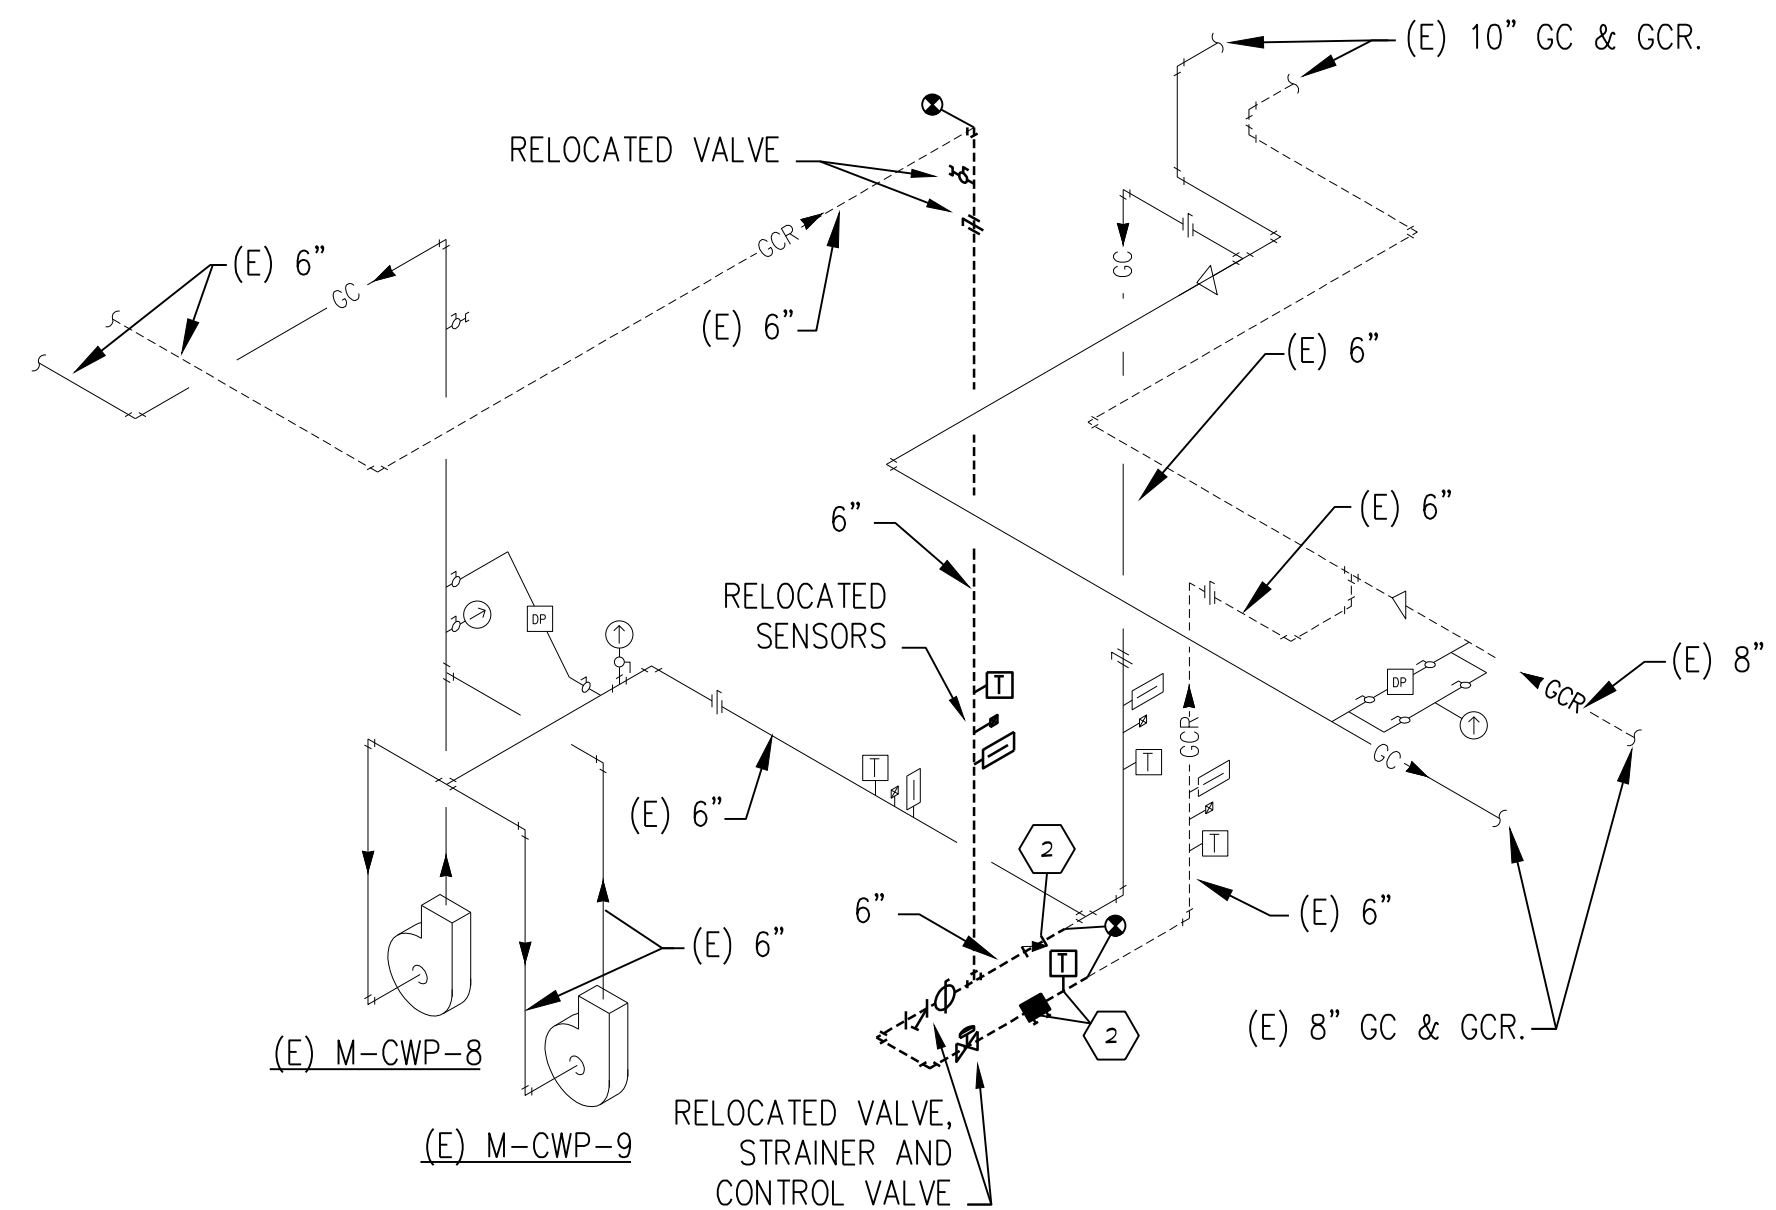 (E) 10” GC & GCR.
RELOCATED VALVE
GCR
GC
(E) 6”
GC
(E) 6”
(E) 6”
(E) 6”
6”
RELOCATED
SENSORS
DP
T
DP
(E) 8”
GCR
GCR
GC
T
T
(E) 6”
T
2
6”
(E) 6”
(E) 6”
T
2
(E) 8” GC & GCR.
(E) M-CWP-8
(E) M-CWP-9
RELOCATED VALVE,
STRAINER AND
CONTROL VALVE